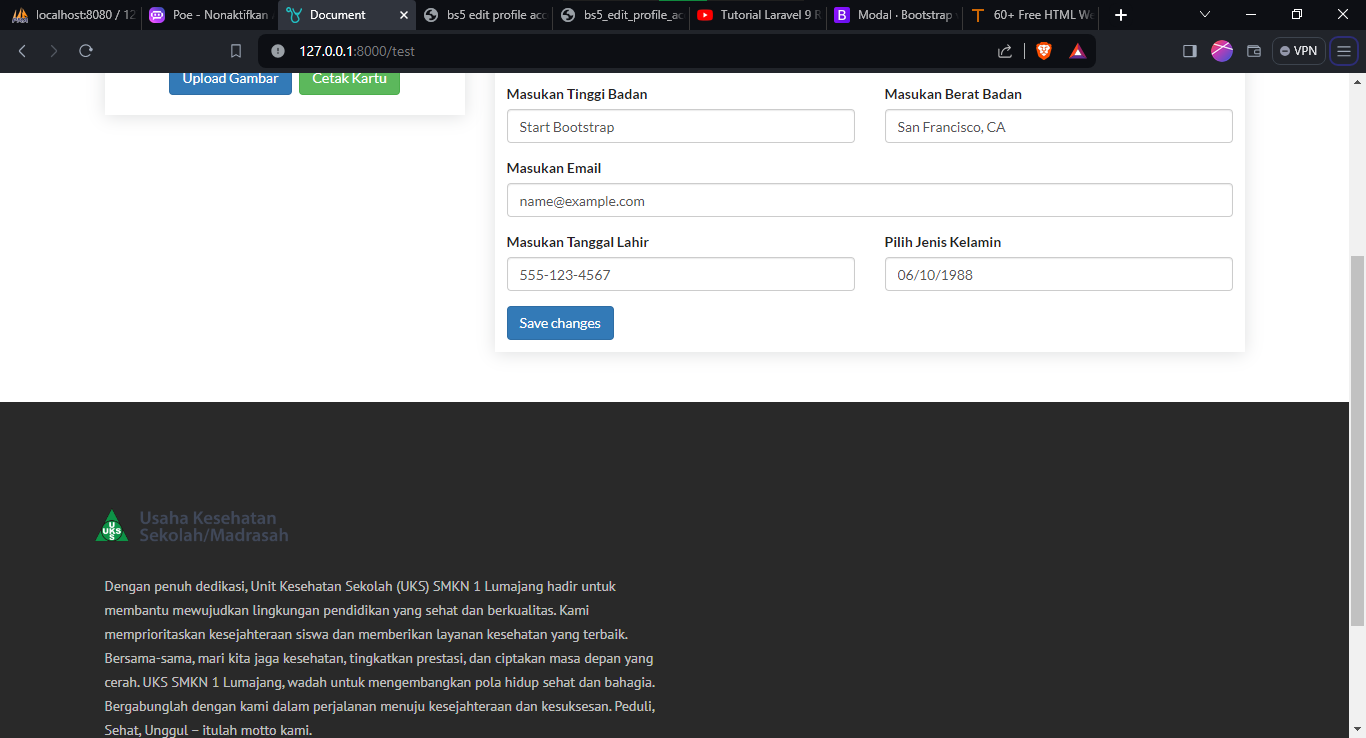 localhost:8080 / 12
Poe - Nonaktifkan
Document
bs5 edit profile acc
bs5_edit_profile_ac
Tutorial Laravel 9 R
B
Modal · Bootstrap
T
60+ Free HTML We
127.0.0.1:8000/test
VPN
Upload Gambar
Cetak Kartu
Masukan Tinggi Badan
Masukan Berat Badan
Start Bootstrap
San Francisco, CA
Masukan Email
name@example.com
Masukan Tanggal Lahir
Pilih Jenis Kelamin
555-123-4567
06/10/1988
Save changes
U
UKS
S
Usaha Kesehatan
Sekolah/Madrasah
Dengan penuh dedikasi, Unit Kesehatan Sekolah (UKS) SMKN 1 Lumajang hadir untuk
membantu mewujudkan lingkungan pendidikan yang sehat dan berkualitas. Kami
memprioritaskan kesejahteraan siswa dan memberikan layanan kesehatan yang terbaik.
Bersama-sama, mari kita jaga kesehatan, tingkatkan prestasi, dan ciptakan masa depan yang
cerah. UKS SMKN 1 Lumajang, wadah untuk mengembangkan pola hidup sehat dan bahagia.
Bergabunglah dengan kami dalam perjalanan menuju kesejahteraan dan kesuksesan. Peduli,
Sehat, Unggul – itulah motto kami.